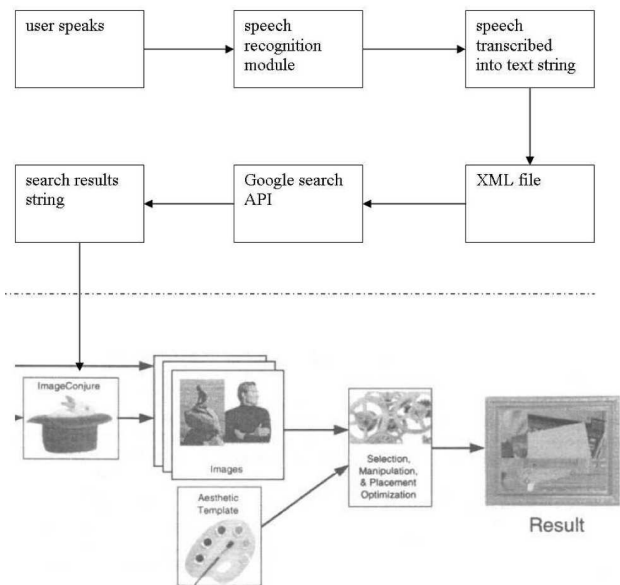 user speaks
speech
recognition
module
speech
transcribed
into text string
search results
string
Google search
API
XML file
ImageConjure
Images
Aesthetic
Template
Selection,
Manipulation,
& Placement
Optimization
Result